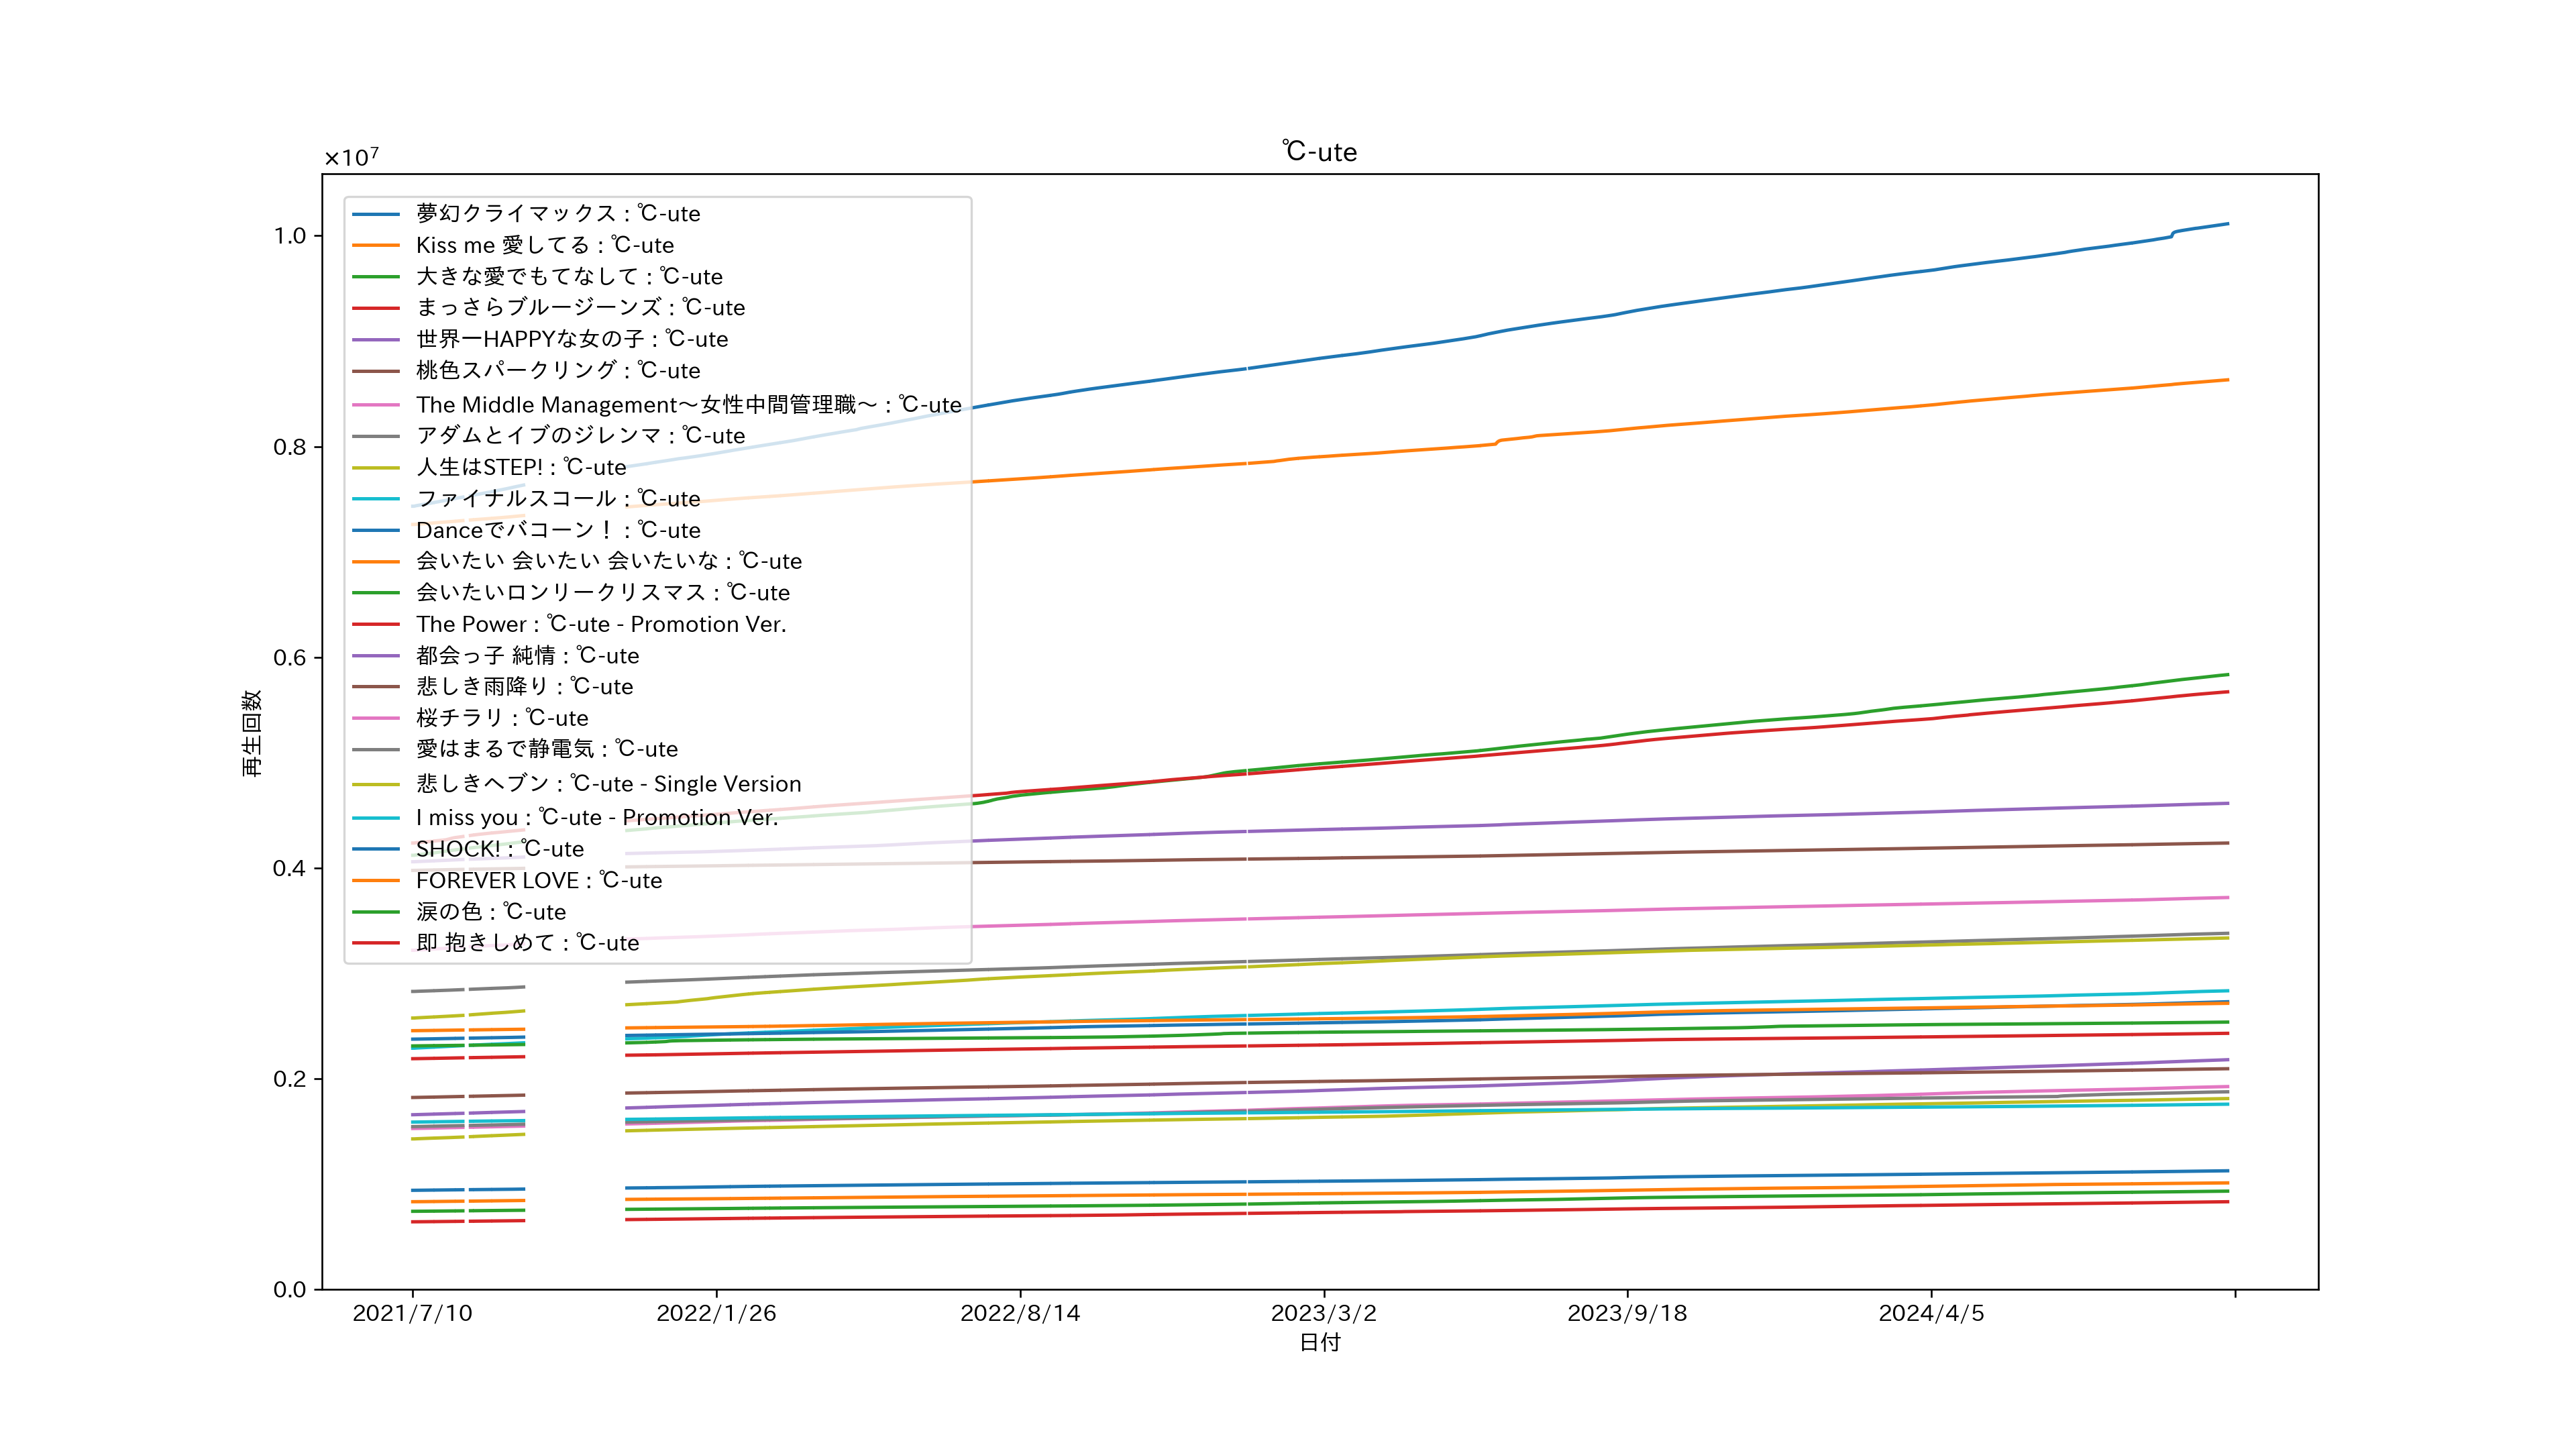 ℃-ute
×10⁷
1.0
0.8
0.6
0.4
0.2
0.0
再生回数
夢幻クライマックス : ℃-ute
Kiss me 愛してる : ℃-ute
大きな愛でもてなして : ℃-ute
まっさらブルージーンズ : ℃-ute
世界一HAPPYな女の子 : ℃-ute
桃色スパークリング : ℃-ute
The Middle Management〜女性中間管理職〜 : ℃-ute
アダムとイブのジレンマ : ℃-ute
人生はSTEP! : ℃-ute
ファイナルスコール : ℃-ute
Danceでバコーン！ : ℃-ute
会いたい 会いたい 会いたいな : ℃-ute
会いたいロンリークリスマス : ℃-ute
The Power : ℃-ute - Promotion Ver.
都会っ子 純情 : ℃-ute
悲しき雨降り : ℃-ute
桜チラリ : ℃-ute
愛はまるで静電気 : ℃-ute
悲しきヘブン : ℃-ute - Single Version
I miss you : ℃-ute - Promotion Ver.
SHOCK! : ℃-ute
FOREVER LOVE : ℃-ute
涙の色 : ℃-ute
即 抱きしめて : ℃-ute
2021/7/10
2022/1/26
2022/8/14
2023/3/2
2023/9/18
2024/4/5
日付